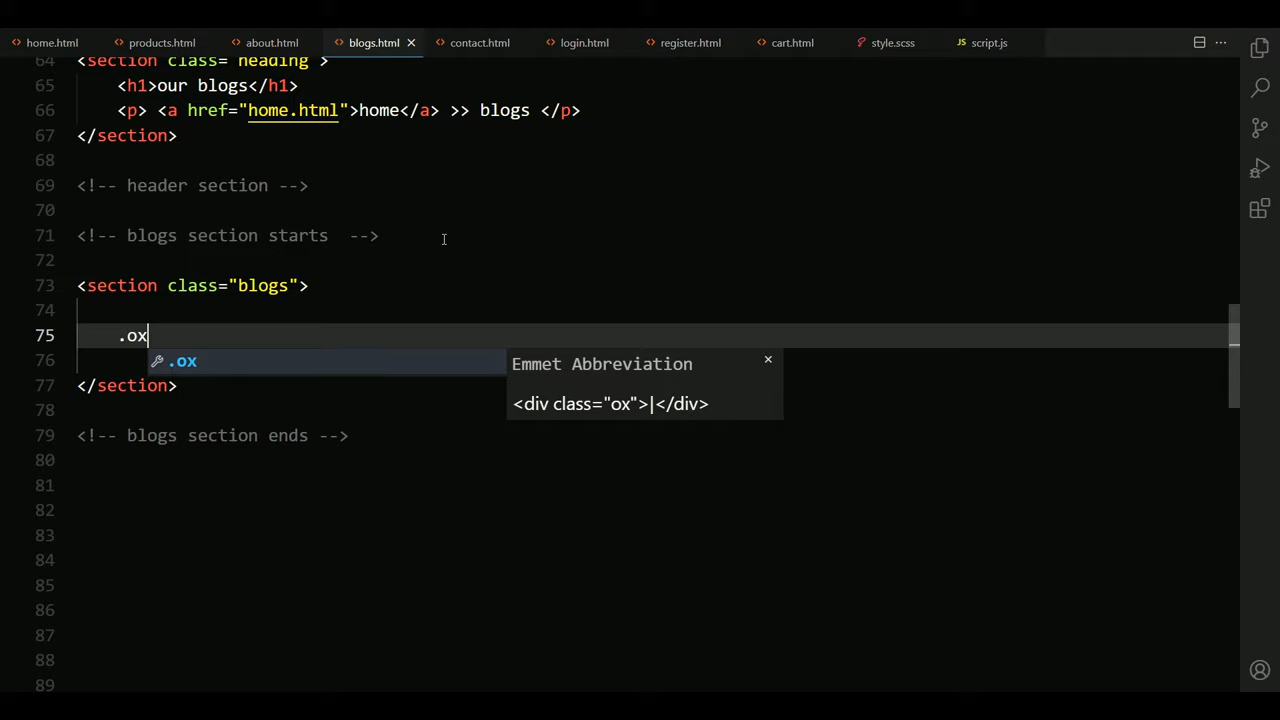 home.html products.html about.html blogs.html contact.html login.html register.html cart.html style.scss JS script.js
64 <section class="heading">
65 <h1>our blogs</h1>
66 <p> <a href="home.html">home</a> >> blogs </p>
67 </section>
68
69 <!-- header section -->
70
71 <!-- blogs section starts  -->
72
73 <section class="blogs">
74
75 .ox
.ox
Emmet Abbreviation
<div class="ox">|</div>
76
77 </section>
78
79 <!-- blogs section ends -->
80
81
82
83
84
85
86
87
88
89